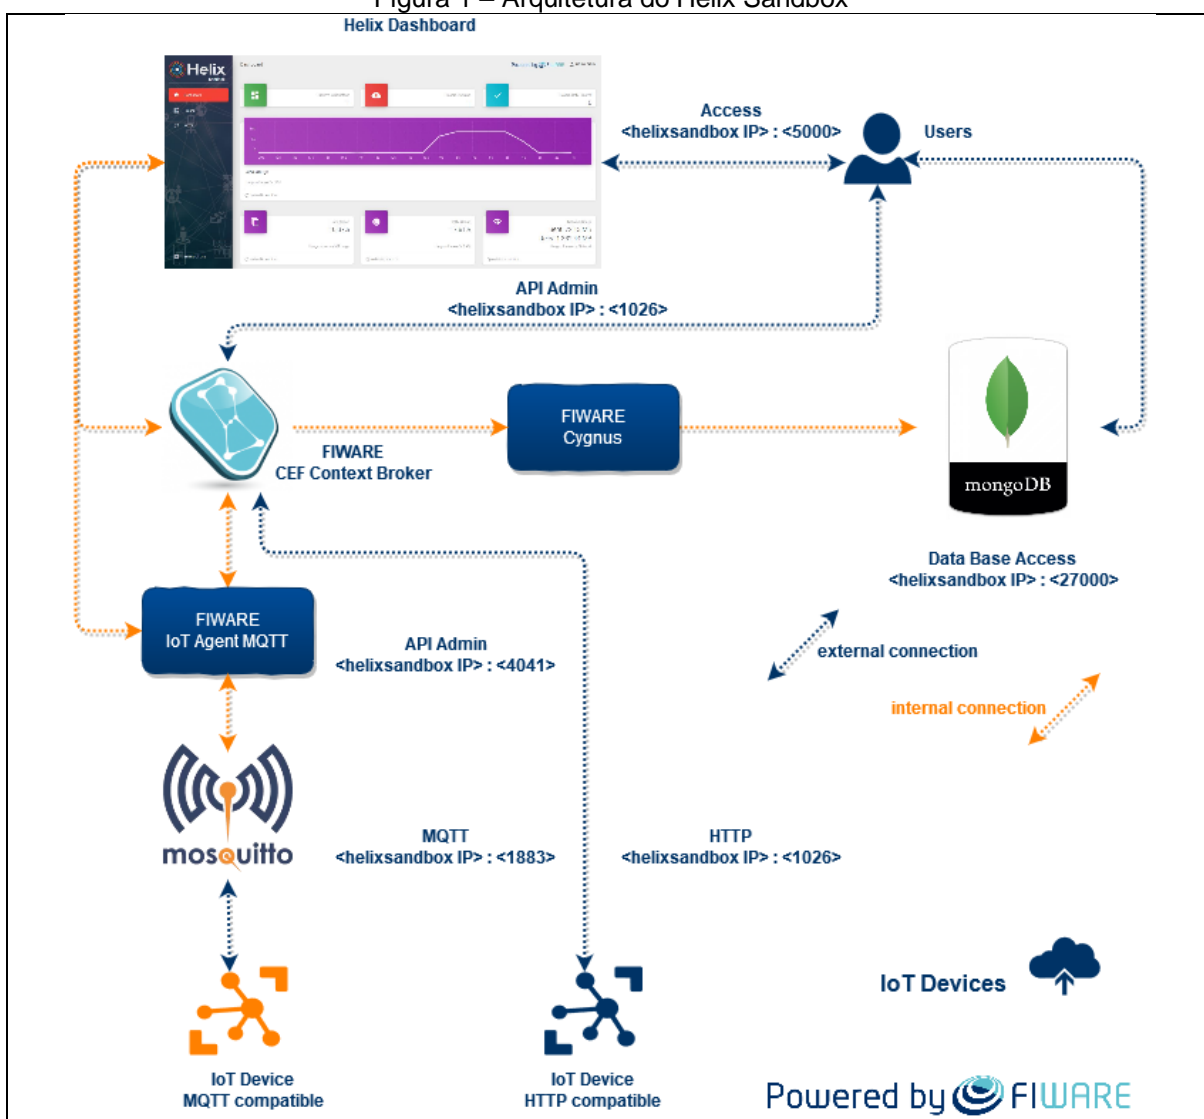 Figura 1 – Arquitetura do Helix Sandbox
Helix Dashboard
Helix
Access
<helixsandbox IP> : <5000>
Users
API Admin
<helixsandbox IP> : <1026>
FIWARE
CEF Context Broker
FIWARE
Cygnus
mongoDB
Data Base Access
<helixsandbox IP> : <27000>
FIWARE
IoT Agent MQTT
API Admin
<helixsandbox IP> : <4041>
external connection
internal connection
mosquitto
MQTT
<helixsandbox IP> : <1883>
HTTP
<helixsandbox IP> : <1026>
IoT Devices
IoT Device
MQTT compatible
IoT Device
HTTP compatible
Powered by FIWARE